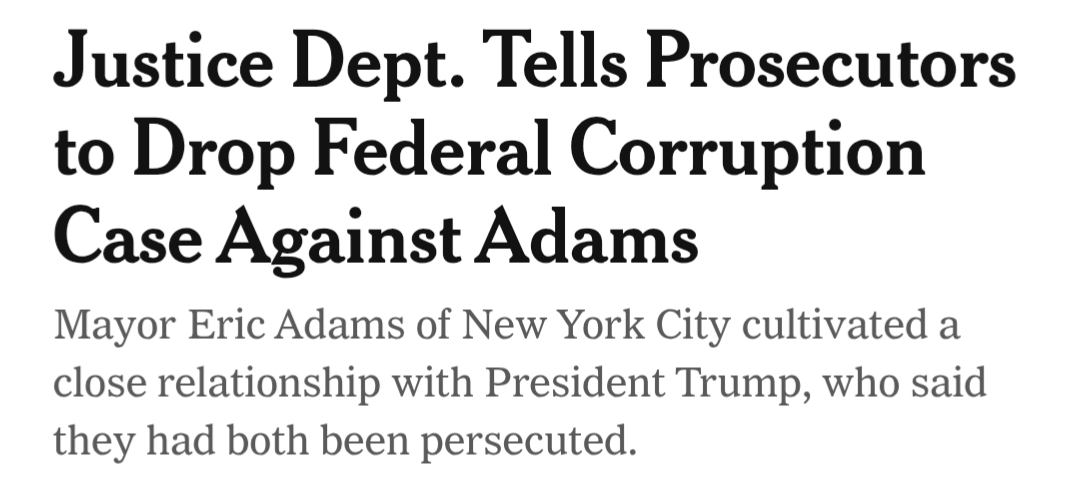 Justice Dept. Tells Prosecutors
to Drop Federal Corruption
Case Against Adams
Mayor Eric Adams of New York City cultivated a
close relationship with President Trump, who said
they had both been persecuted.